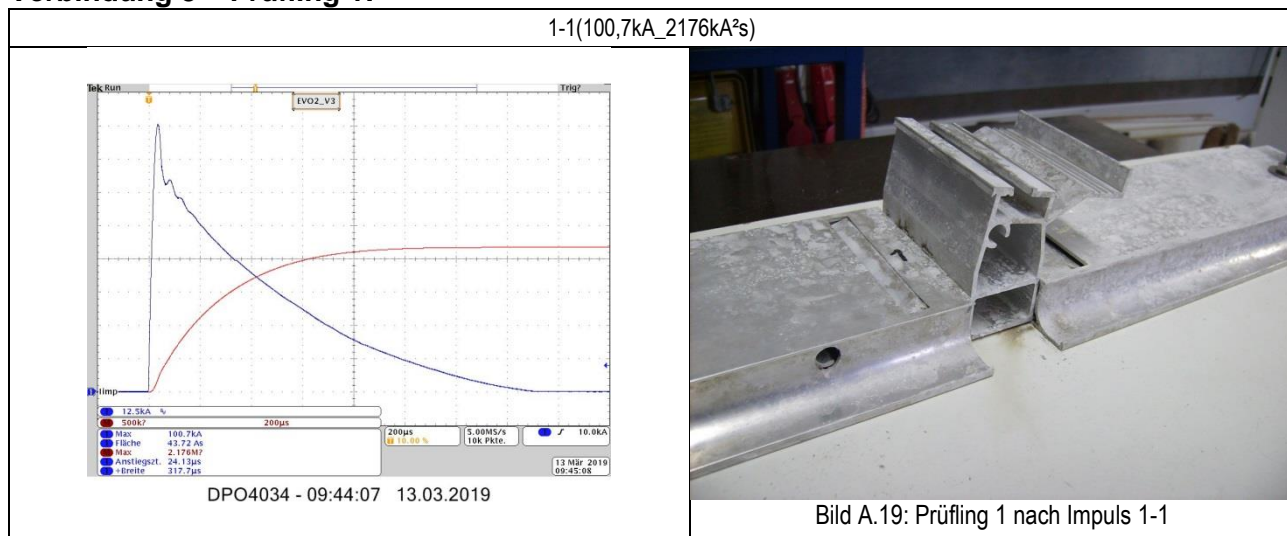 1-1(100,7kA_2176kA²s)
Tek Run
Trig?
EVO2_V3
Iimp
1 12.5kA
500k? 200µs
Max 100.7kA
Fläche 43.72 As
Max 2.176M?
Anstiegszt. 24.13µs
+Breite 317.7µs
200µs
10.00 %
5.00MS/s
10k Pkte.
1 10.0kA
13 Mär 2019
09:45:08
DPO4034 - 09:44:07 13.03.2019
Bild A.19: Prüfling 1 nach Impuls 1-1